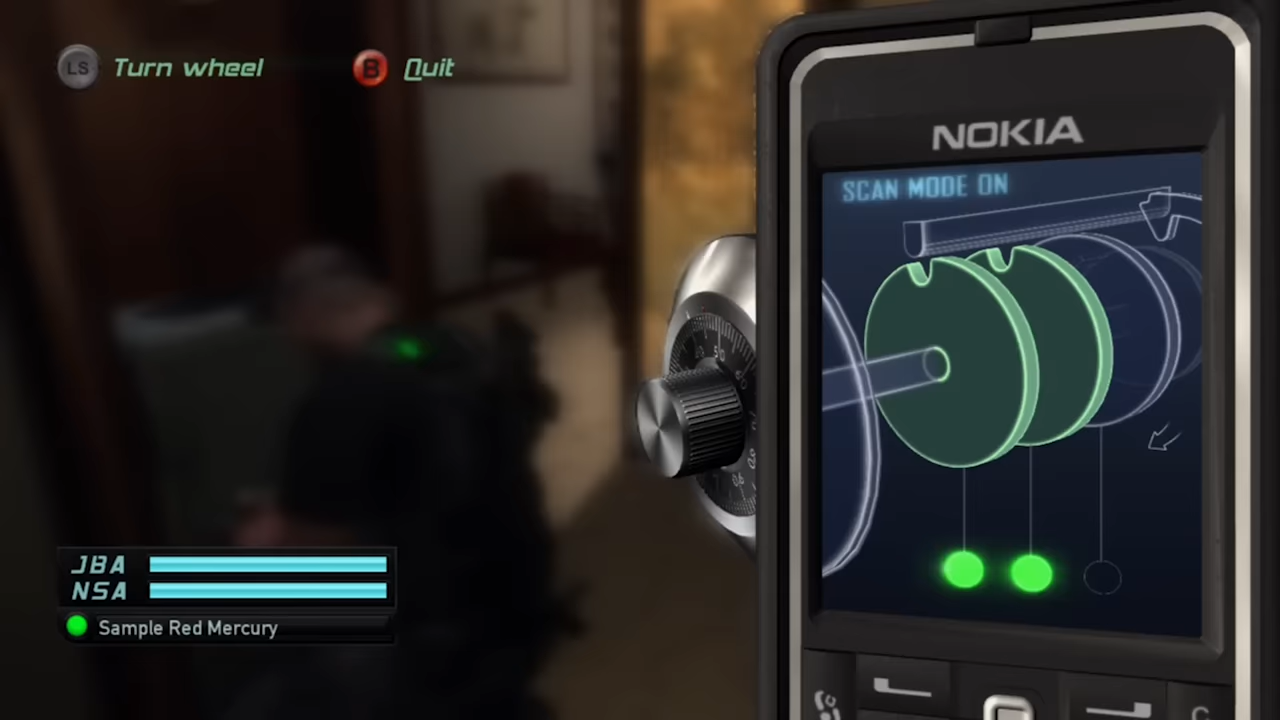 LS Turn wheel
B Quit
NOKIA
SCAN MODE ON
JBA
NSA
Sample Red Mercury